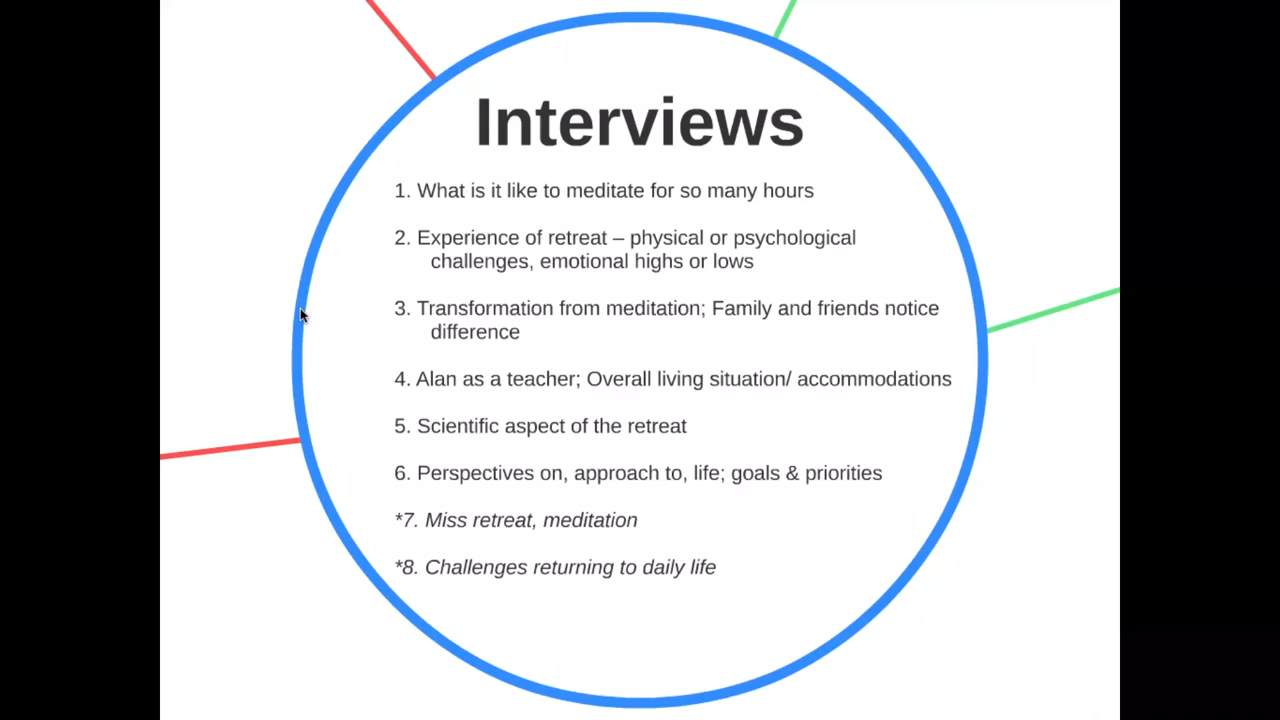 Interviews
1. What is it like to meditate for so many hours
2. Experience of retreat – physical or psychological
challenges, emotional highs or lows
3. Transformation from meditation; Family and friends notice
difference
4. Alan as a teacher; Overall living situation/ accommodations
5. Scientific aspect of the retreat
6. Perspectives on, approach to, life; goals & priorities
*7. Miss retreat, meditation
*8. Challenges returning to daily life